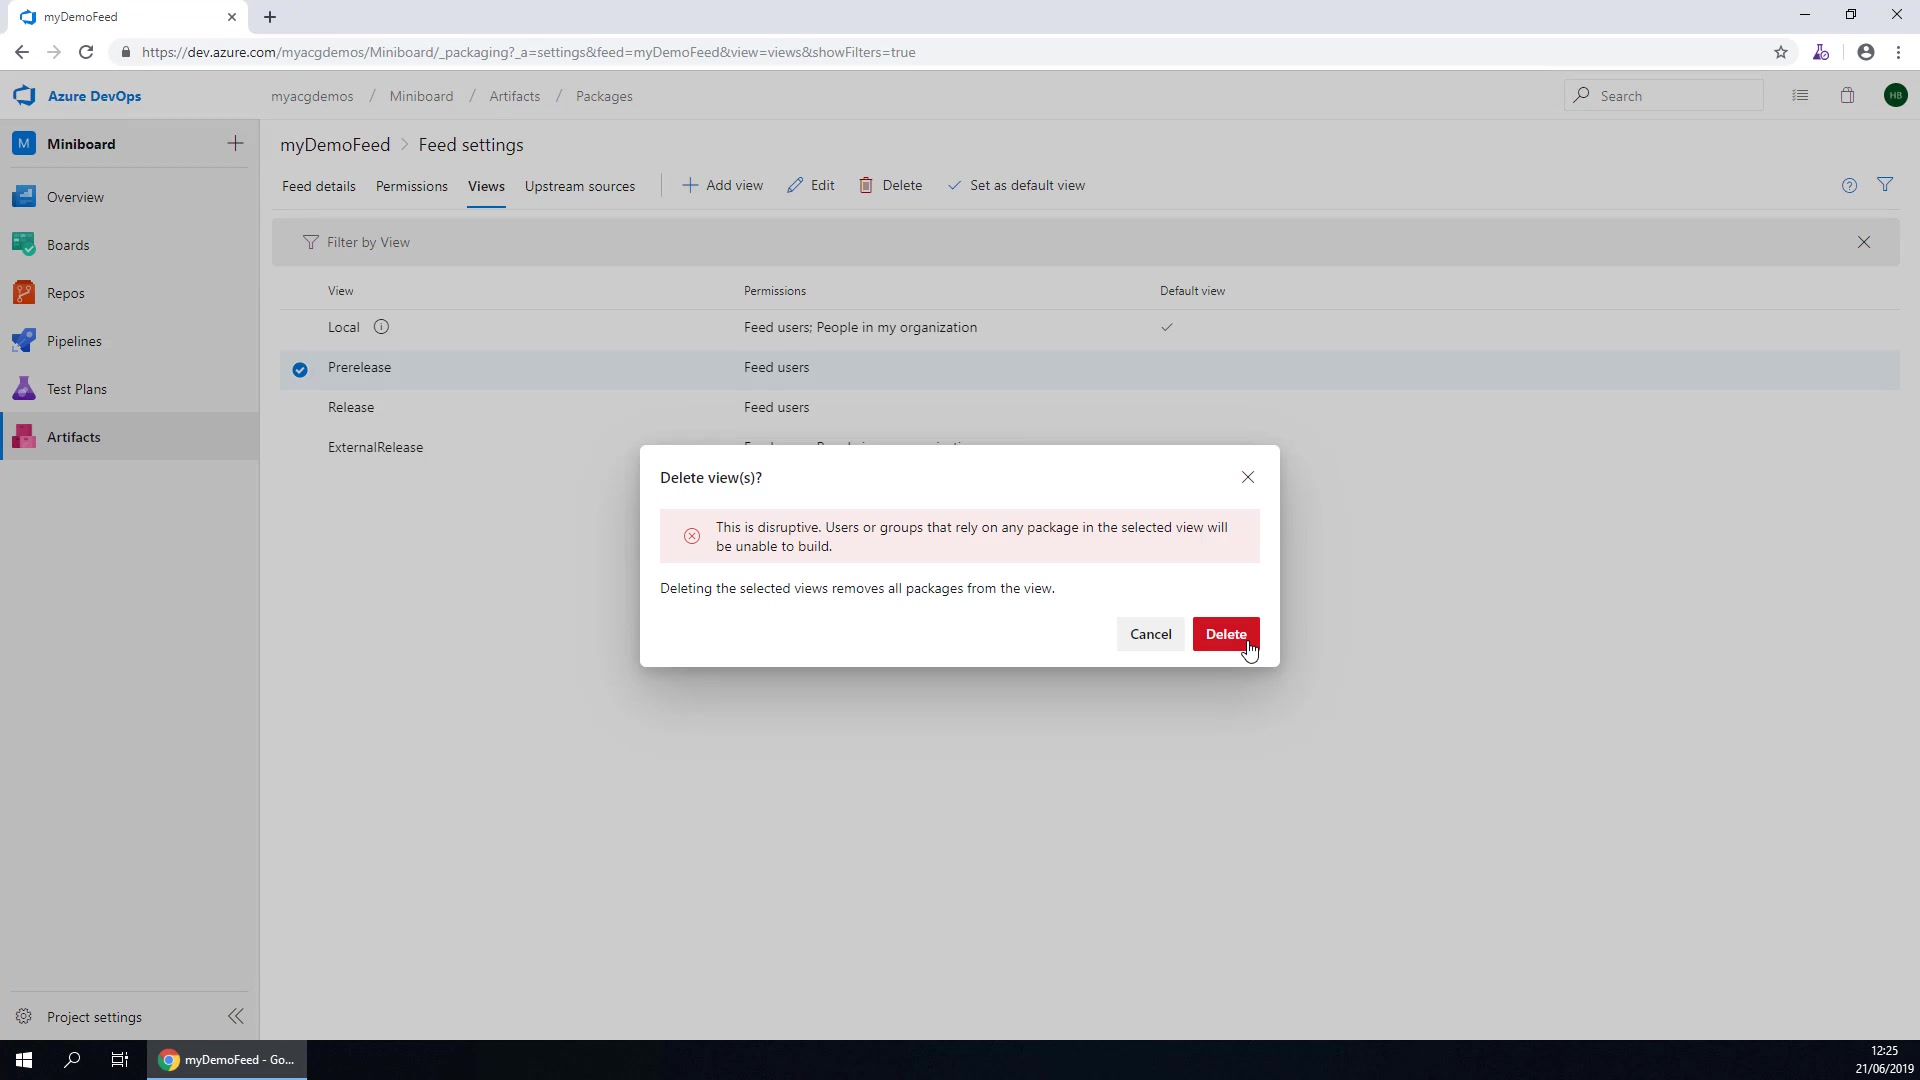 myDemoFeed
https://dev.azure.com/myacgdemos/Miniboard/_packaging?_a=settings&feed=myDemoFeed&view=views&showFilters=true
Azure DevOps
myacgdemos / Miniboard / Artifacts / Packages
Search
HB
M Miniboard
myDemoFeed > Feed settings
Feed details Permissions Views Upstream sources Add view Edit Delete Set as default view
Overview
Boards
Repos
Pipelines
Test Plans
Artifacts
Filter by View
View Permissions Default view
Local Feed users; People in my organization
Prerelease Feed users
Release Feed users
ExternalRelease
Delete view(s)?
This is disruptive. Users or groups that rely on any package in the selected view will
be unable to build.
Deleting the selected views removes all packages from the view.
Cancel Delete
Project settings
myDemoFeed - Go...
12:25
21/06/2019